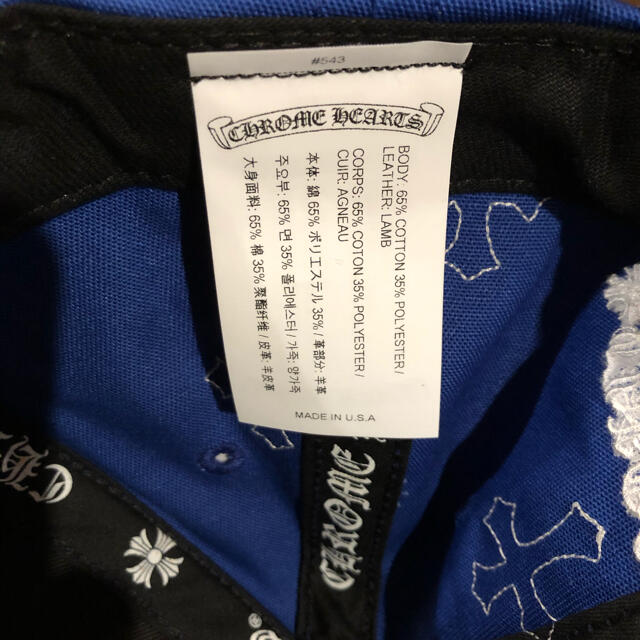 #543
CHROME HEARTS
BODY: 65% COTTON 35% POLYESTER/
LEATHER: LAMB
CORPS: 65% COTON 35% POLYESTER/
CUIR: AGNEAU
本体: 綿 65% ポリエステル 35% / 革部分: 羊革
주요부: 65% 면 35% 폴리에스터 / 가죽: 양가죽
大身面料: 65% 棉 35% 聚酯纤维 / 皮革: 羊皮革
MADE IN U.S.A
CHROME
CH
®